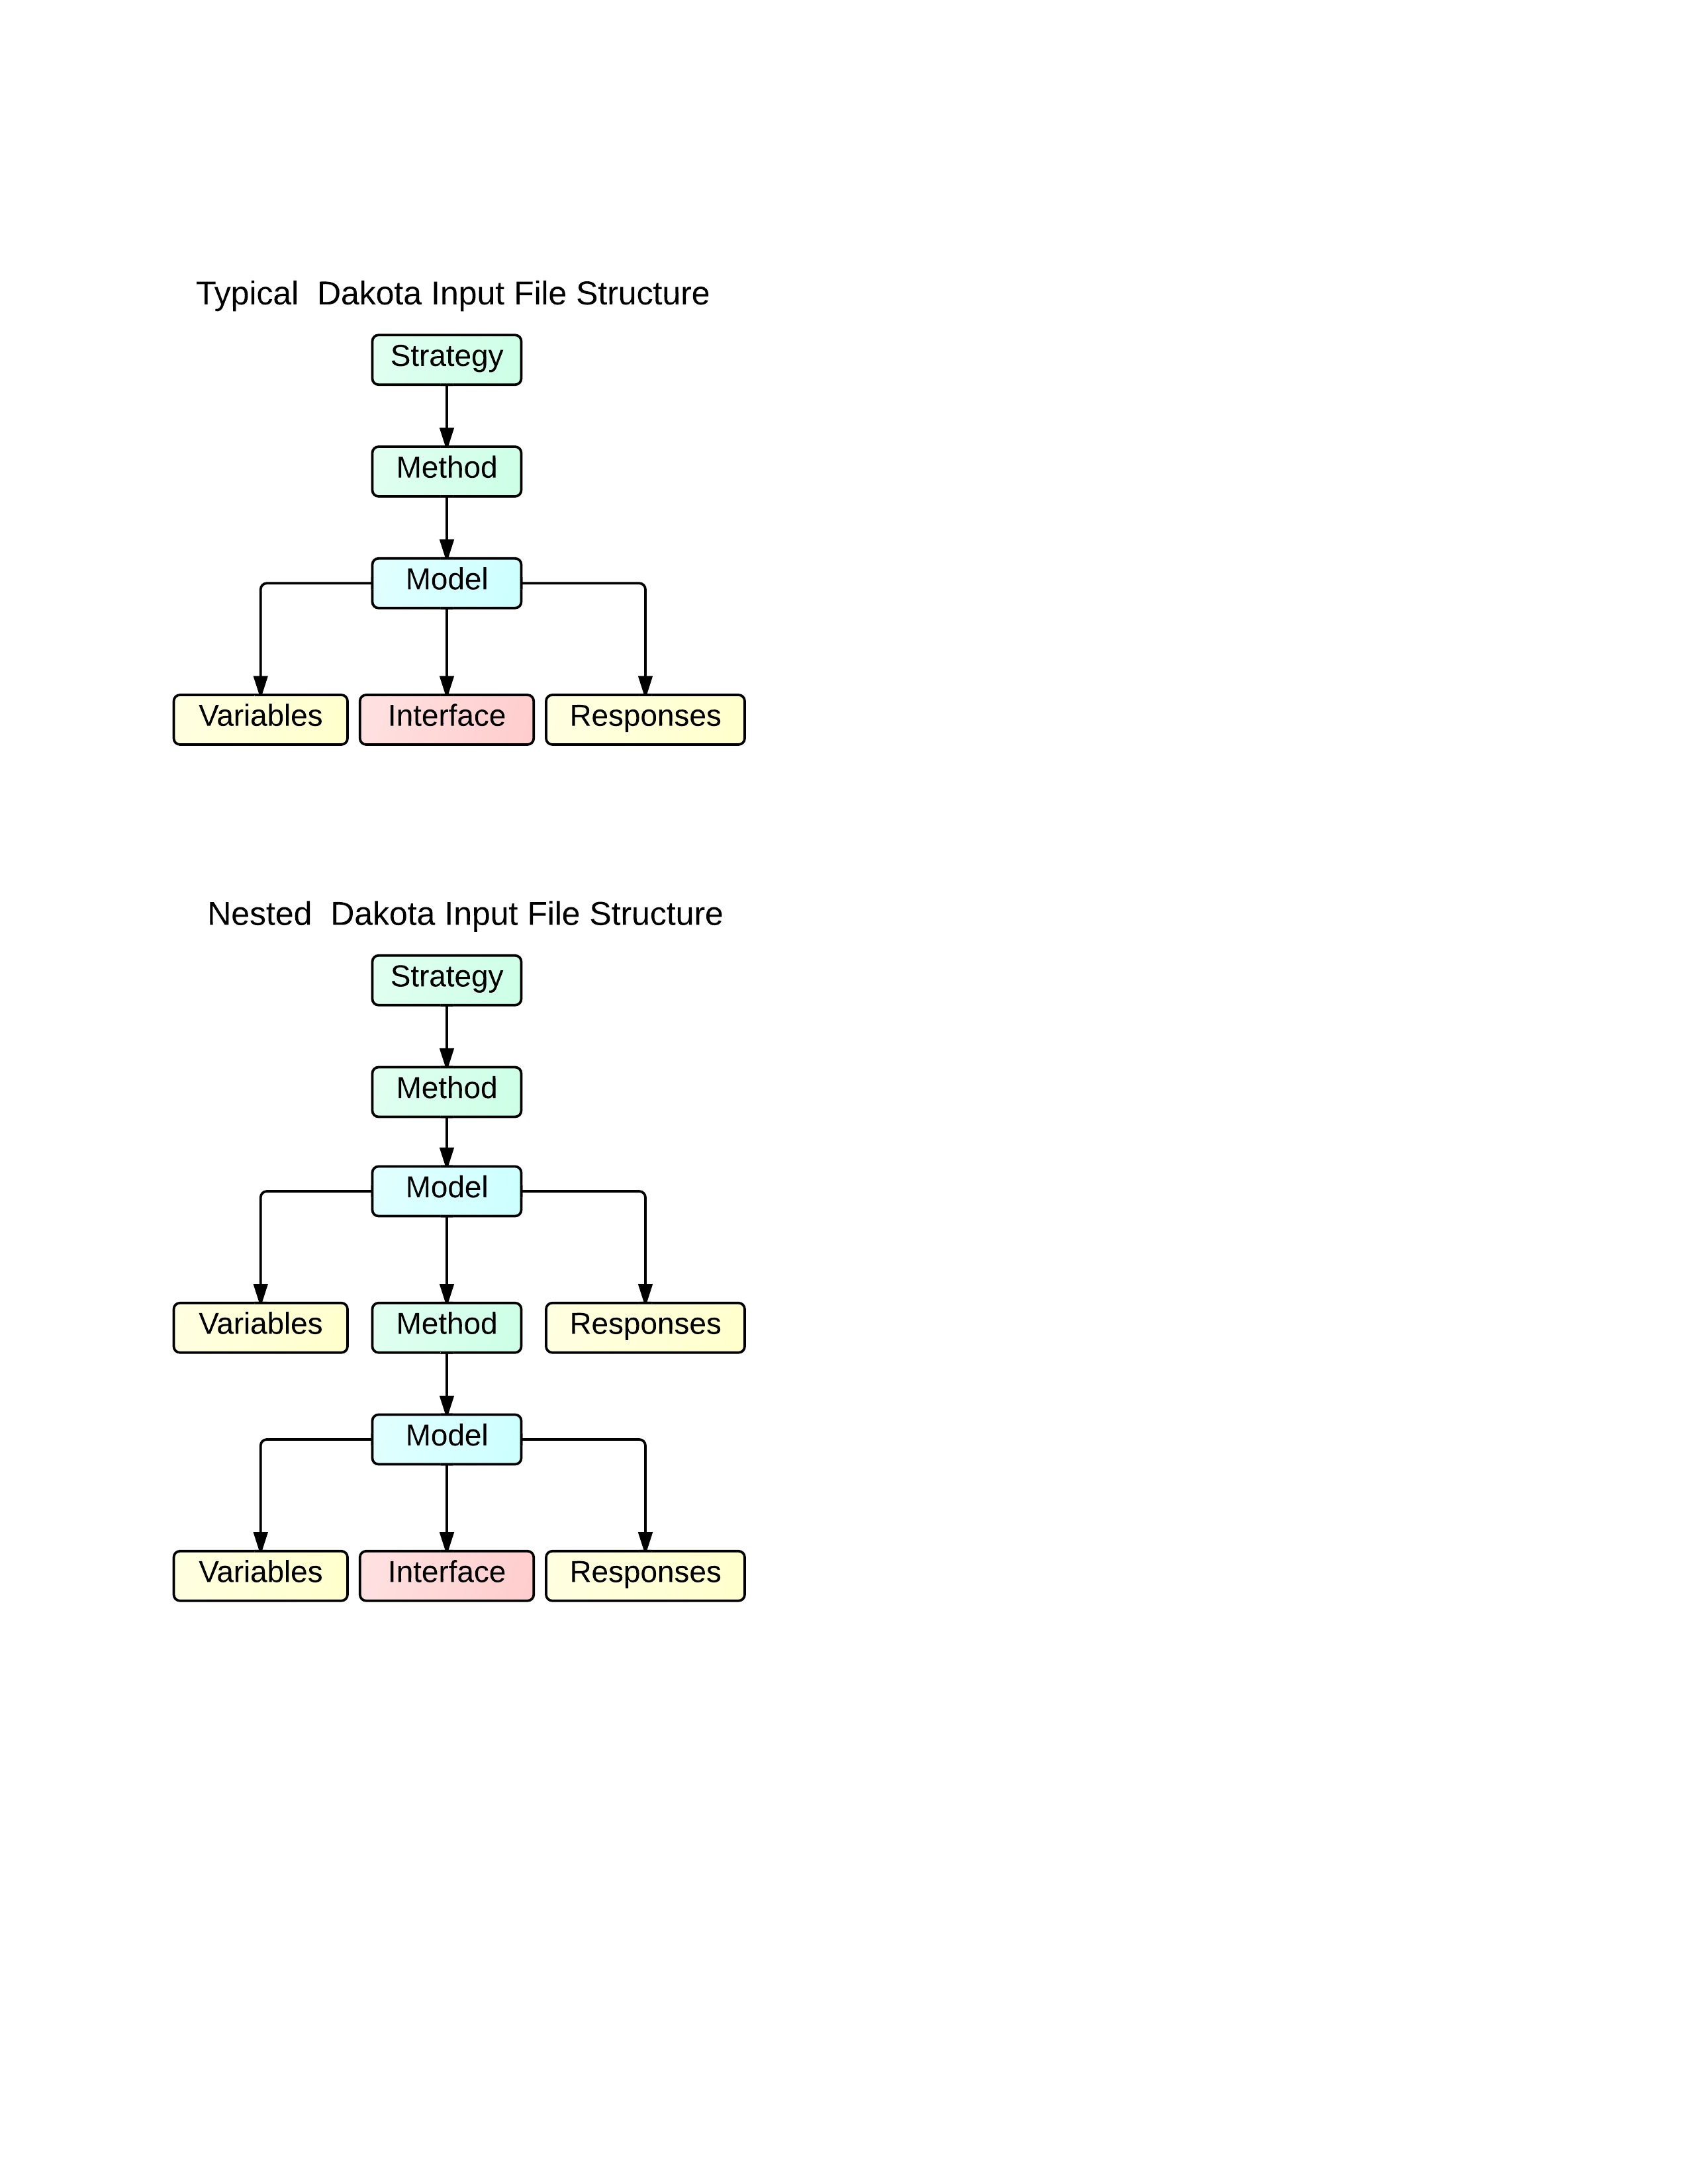 Typical  Dakota Input File Structure
Strategy
Method
Model
Variables
Interface
Responses
Nested  Dakota Input File Structure
Strategy
Method
Model
Variables
Method
Responses
Model
Variables
Interface
Responses